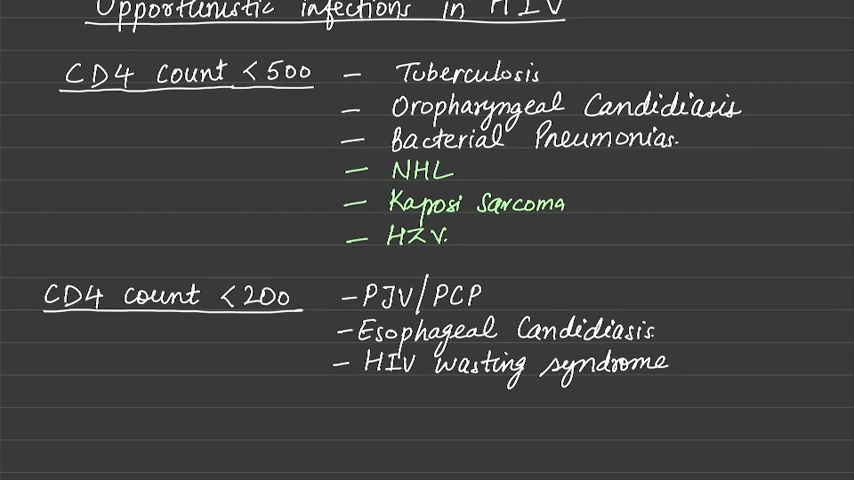 Opportunistic infections in HIV
CD4 count < 500 - Tuberculosis
- Oropharyngeal Candidiasis
- Bacterial Pneumonias.
- NHL
- Kaposi Sarcoma
- HZV.
CD4 count < 200 - PJV/PCP
- Esophageal Candidiasis.
- HIV wasting syndrome